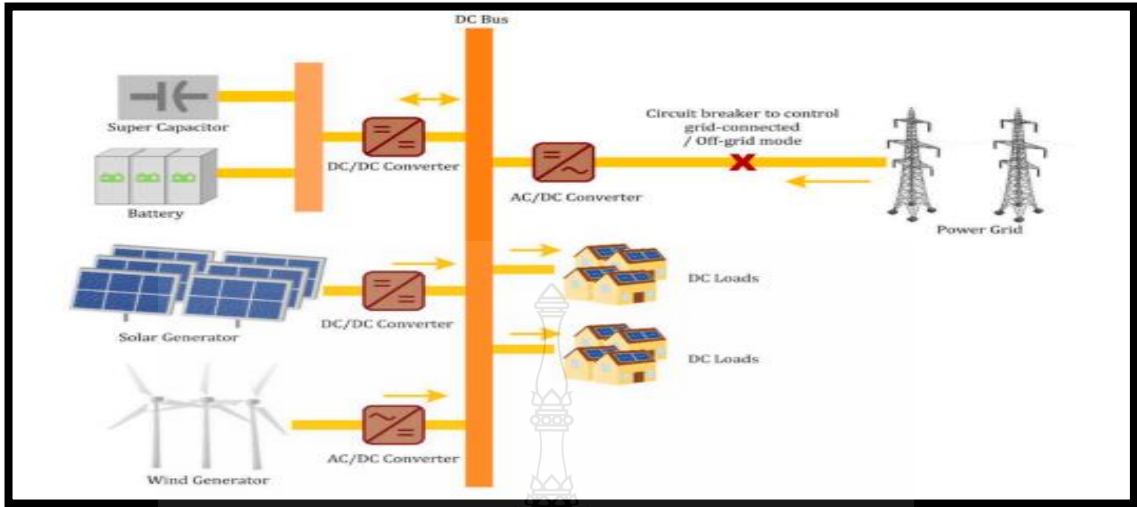 DC Bus
Super Capacitor
DC/DC Converter
Battery
Circuit breaker to control
grid-connected
/ Off-grid mode
AC/DC Converter
Power Grid
DC Loads
DC/DC Converter
Solar Generator
DC Loads
AC/DC Converter
Wind Generator